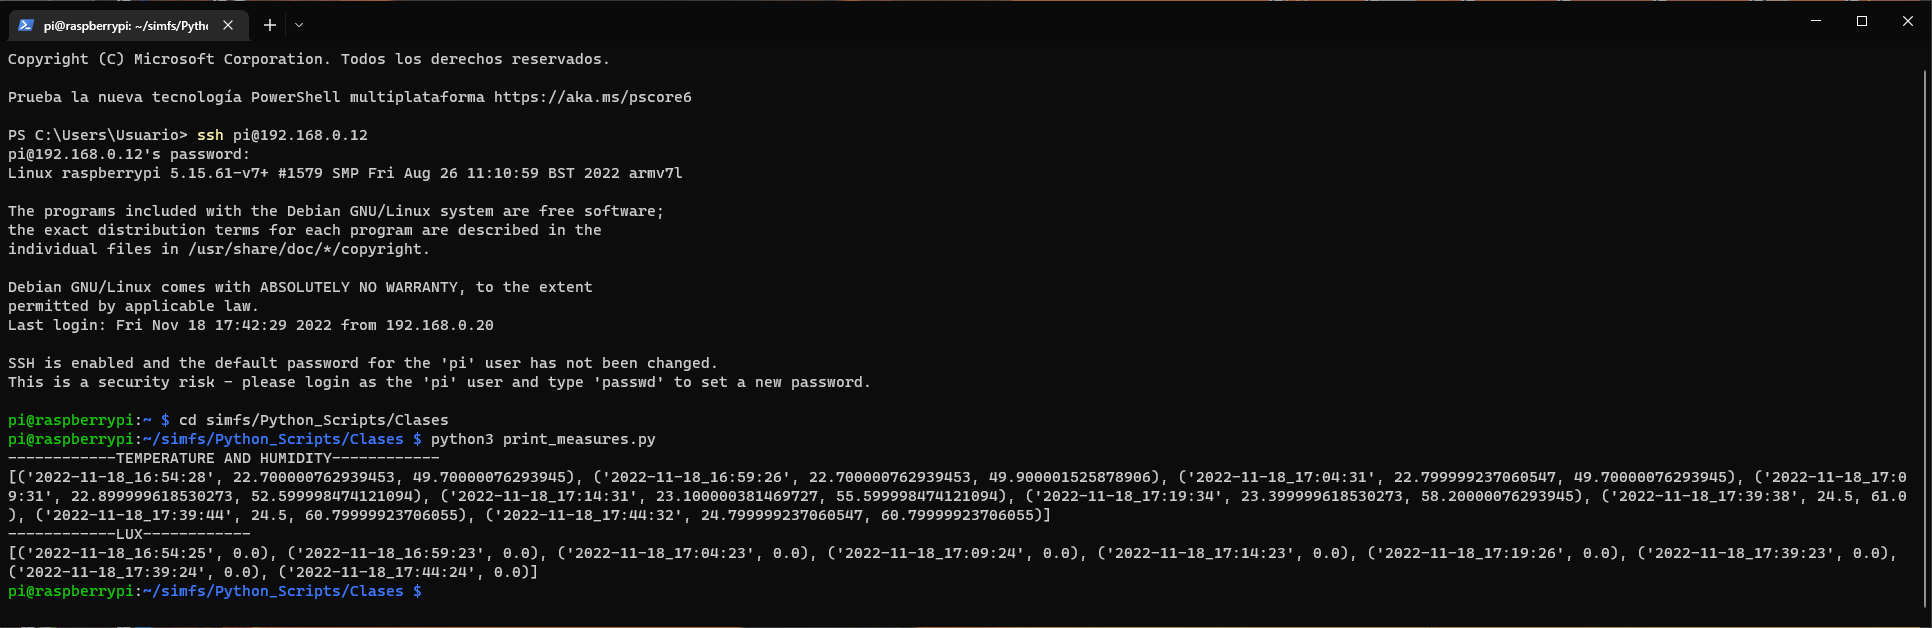 pi@raspberrypi: ~/simfs/Pyth
Copyright (C) Microsoft Corporation. Todos los derechos reservados.
Prueba la nueva tecnología PowerShell multiplataforma https://aka.ms/pscore6
PS C:\Users\Usuario> ssh pi@192.168.0.12
pi@192.168.0.12's password:
Linux raspberrypi 5.15.61-v7+ #1579 SMP Fri Aug 26 11:10:59 BST 2022 armv7l
The programs included with the Debian GNU/Linux system are free software;
the exact distribution terms for each program are described in the
individual files in /usr/share/doc/*/copyright.
Debian GNU/Linux comes with ABSOLUTELY NO WARRANTY, to the extent
permitted by applicable law.
Last login: Fri Nov 18 17:42:29 2022 from 192.168.0.20
SSH is enabled and the default password for the 'pi' user has not been changed.
This is a security risk - please login as the 'pi' user and type 'passwd' to set a new password.
pi@raspberrypi:~ $ cd simfs/Python_Scripts/Clases
pi@raspberrypi:~/simfs/Python_Scripts/Clases $ python3 print_measures.py
------------TEMPERATURE AND HUMIDITY------------
[('2022-11-18_16:54:28', 22.700000762939453, 49.70000076293945), ('2022-11-18_16:59:26', 22.700000762939453, 49.900001525878906), ('2022-11-18_17:04:31', 22.799999237060547, 49.70000076293945), ('2022-11-18_17:0
9:31', 22.899999618530273, 52.599998474121094), ('2022-11-18_17:14:31', 23.100000381469727, 55.599998474121094), ('2022-11-18_17:19:34', 23.399999618530273, 58.20000076293945), ('2022-11-18_17:39:38', 24.5, 61.0
), ('2022-11-18_17:39:44', 24.5, 60.79999923706055), ('2022-11-18_17:44:32', 24.799999237060547, 60.79999923706055)]
------------LUX------------
[('2022-11-18_16:54:25', 0.0), ('2022-11-18_16:59:23', 0.0), ('2022-11-18_17:04:23', 0.0), ('2022-11-18_17:09:24', 0.0), ('2022-11-18_17:14:23', 0.0), ('2022-11-18_17:19:26', 0.0), ('2022-11-18_17:39:23', 0.0),
('2022-11-18_17:39:24', 0.0), ('2022-11-18_17:44:24', 0.0)]
pi@raspberrypi:~/simfs/Python_Scripts/Clases $